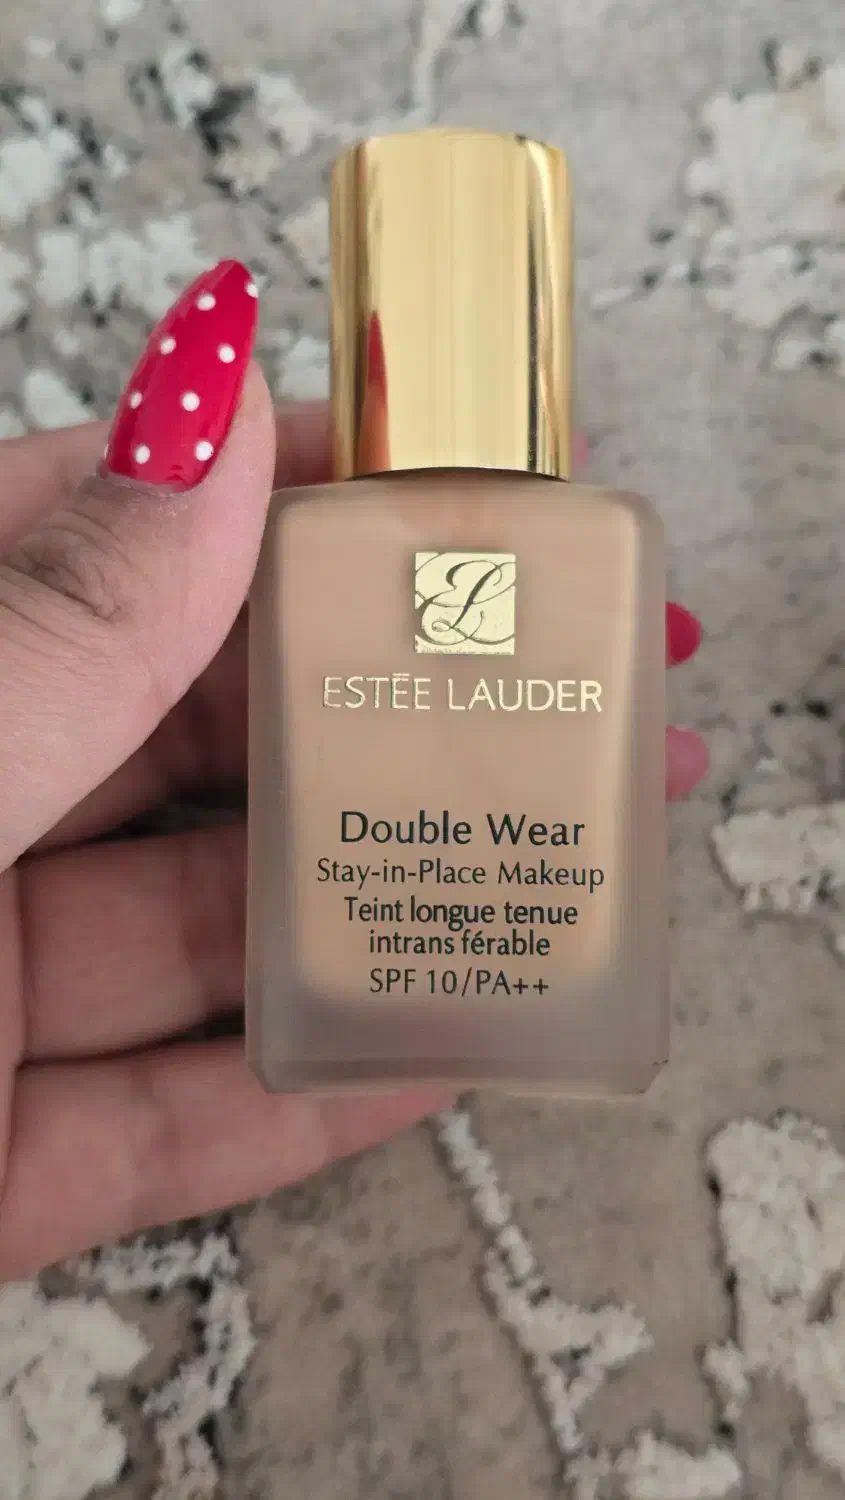 ESTĒE LAUDER
Double Wear
Stay-in-Place Makeup
Teint longue tenue
intrans férable
SPF 10/PA++